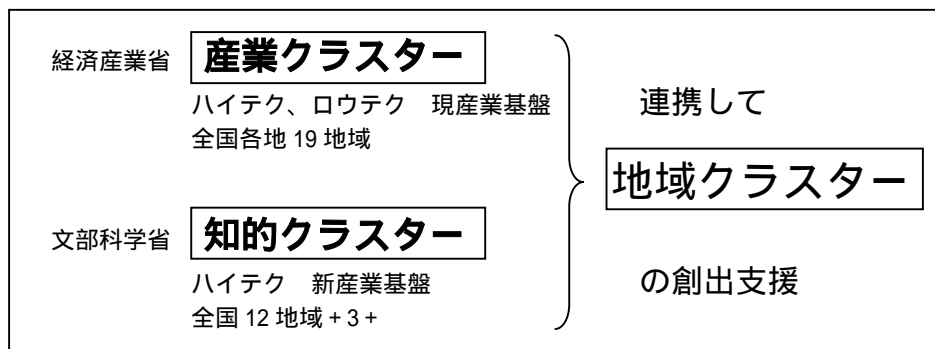 経済産業省 産業クラスター
ハイテク、ロウテク　現産業基盤
全国各地 19 地域
文部科学省 知的クラスター
ハイテク　新産業基盤
全国 12 地域 + 3 +
連携して
地域クラスター
の創出支援